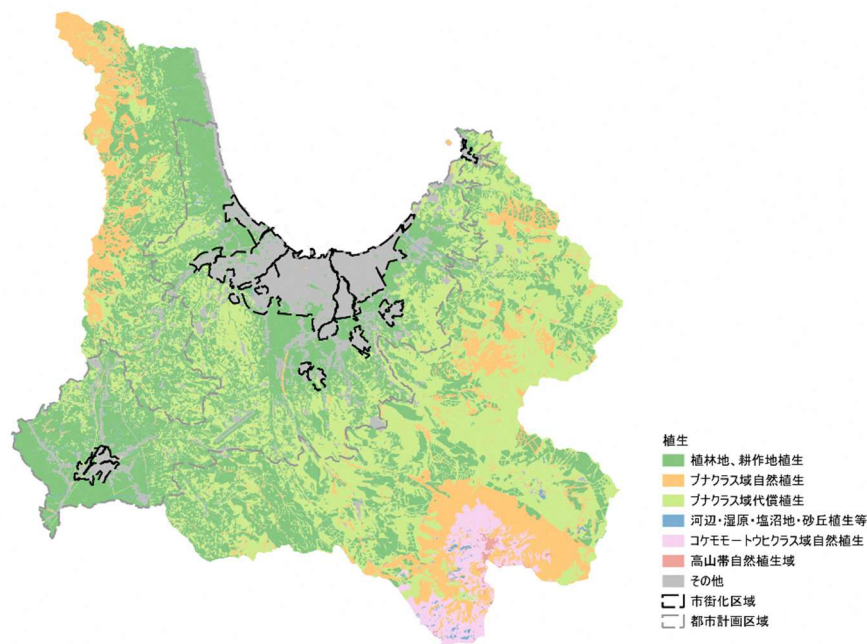 植生
植林地、耕作地植生
ブナクラス域自然植生
ブナクラス域代償植生
河辺・湿原・塩沼地・砂丘植生等
コケモモートウヒクラス域自然植生
高山帯自然植生域
その他
市街化区域
都市計画区域